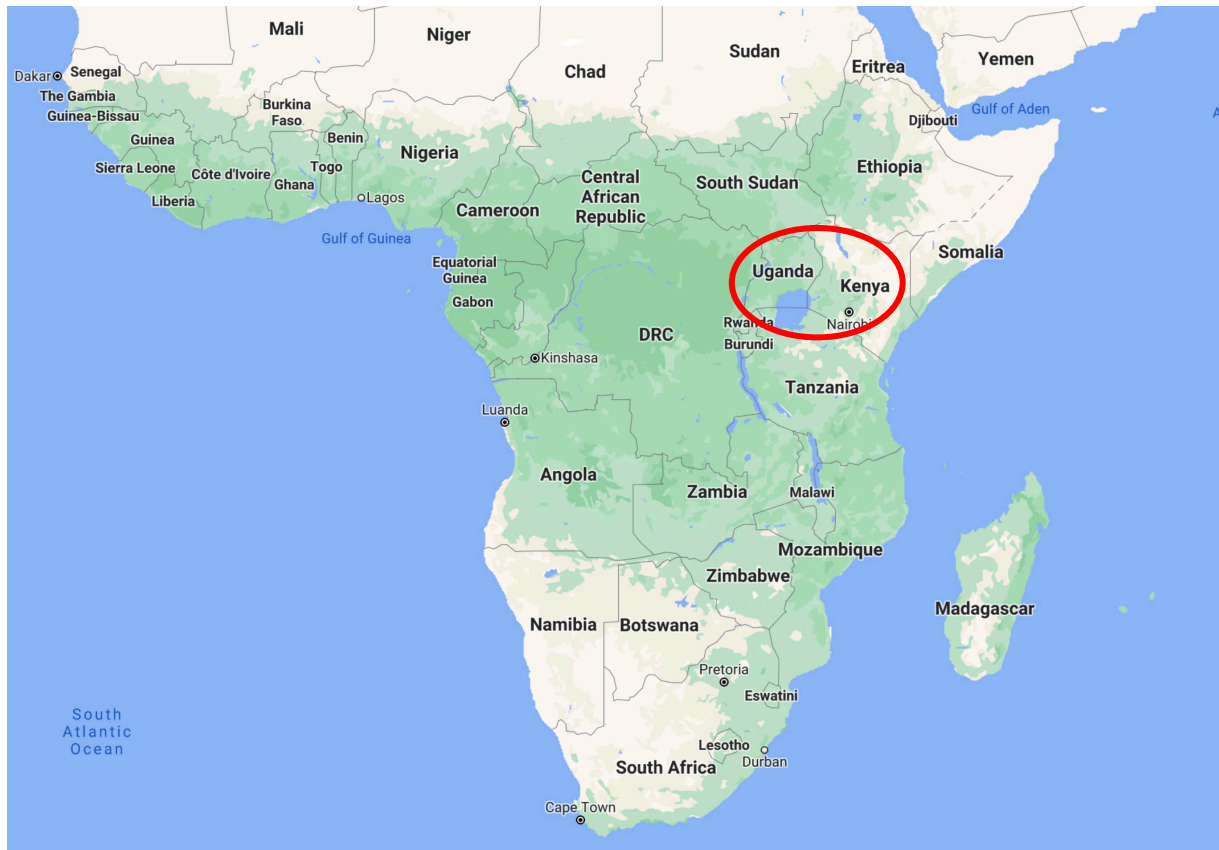 Mali
Niger
Chad
Sudan
Eritrea
Yemen
Dakar
Senegal
The Gambia
Guinea-Bissau
Burkina
Faso
Gulf of Aden
Djibouti
Guinea
Benin
Nigeria
Sierra Leone
Côte d'Ivoire
Togo
Ghana
Central
African
Republic
South Sudan
Ethiopia
Liberia
Lagos
Cameroon
Gulf of Guinea
Somalia
Equatorial
Guinea
Uganda
Kenya
Gabon
Rwanda
Nairobi
DRC
Burundi
Kinshasa
Tanzania
Luanda
Angola
Zambia
Malawi
Mozambique
Zimbabwe
Madagascar
Namibia
Botswana
Pretoria
Eswatini
South
Atlantic
Ocean
Lesotho
Durban
South Africa
Cape Town